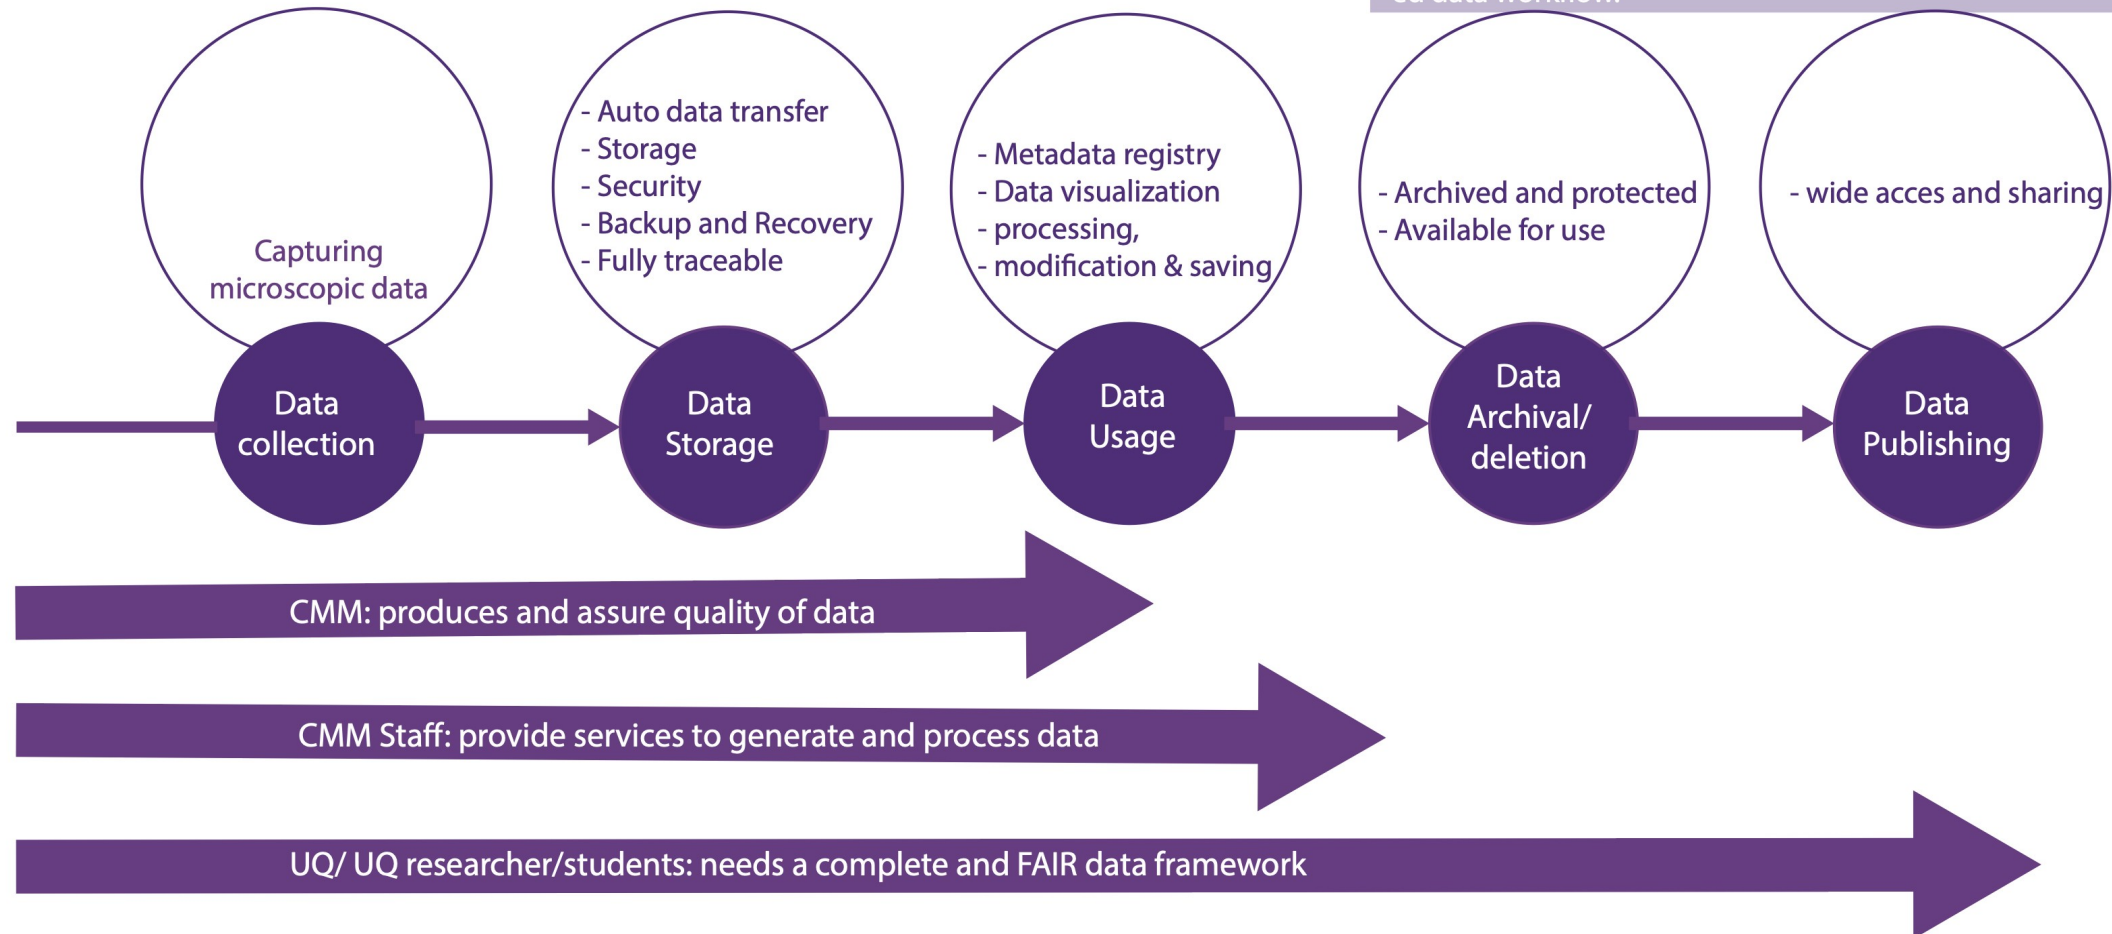 ed data workflow.
Capturing
microscopic data
- Auto data transfer
- Storage
- Security
- Backup and Recovery
- Fully traceable
- Metadata registry
- Data visualization
- processing,
- modification & saving
- Archived and protected
- Available for use
- wide acces and sharing
Data
collection
Data
Storage
Data
Usage
Data
Archival/
deletion
Data
Publishing
CMM: produces and assure quality of data
CMM Staff: provide services to generate and process data
UQ/ UQ researcher/students: needs a complete and FAIR data framework